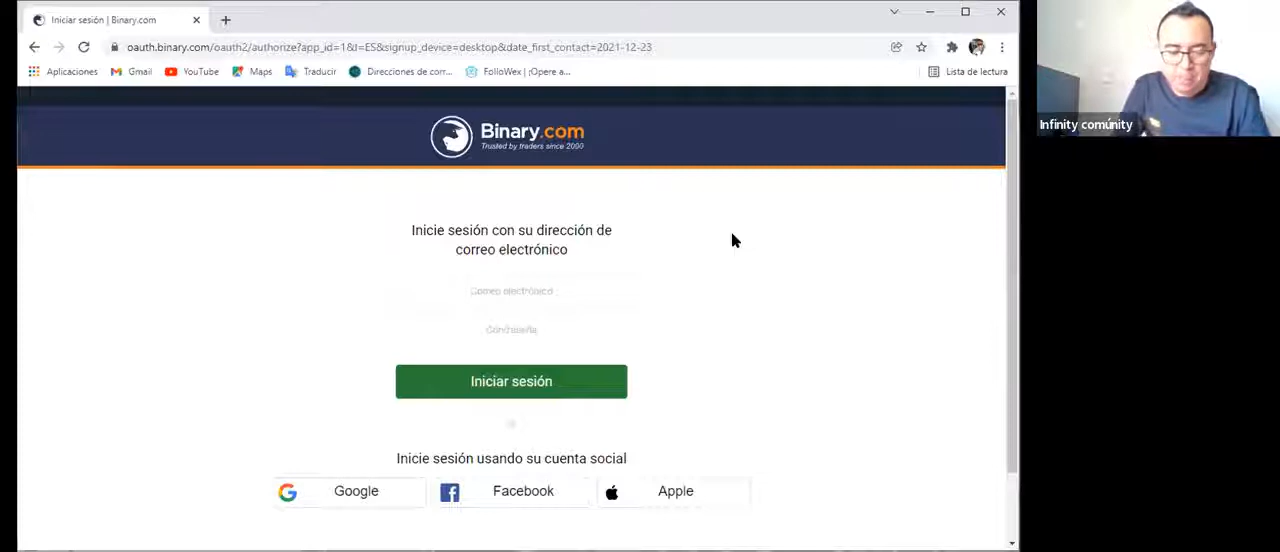 Iniciar sesión | Binary.com
oauth.binary.com/oauth2/authorize?app_id=1&l=ES&signup_device=desktop&date_first_contact=2021-12-23
Aplicaciones
Gmail
YouTube
Maps
Traducir
Direcciones de corr...
FolloWex | ¡Opere a...
Lista de lectura
Infinity comúnity
Binary.com
Trusted by traders since 2000
Inicie sesión con su dirección de
correo electrónico
Correo electrónico
Contraseña
Iniciar sesión
Inicie sesión usando su cuenta social
Google
Facebook
Apple